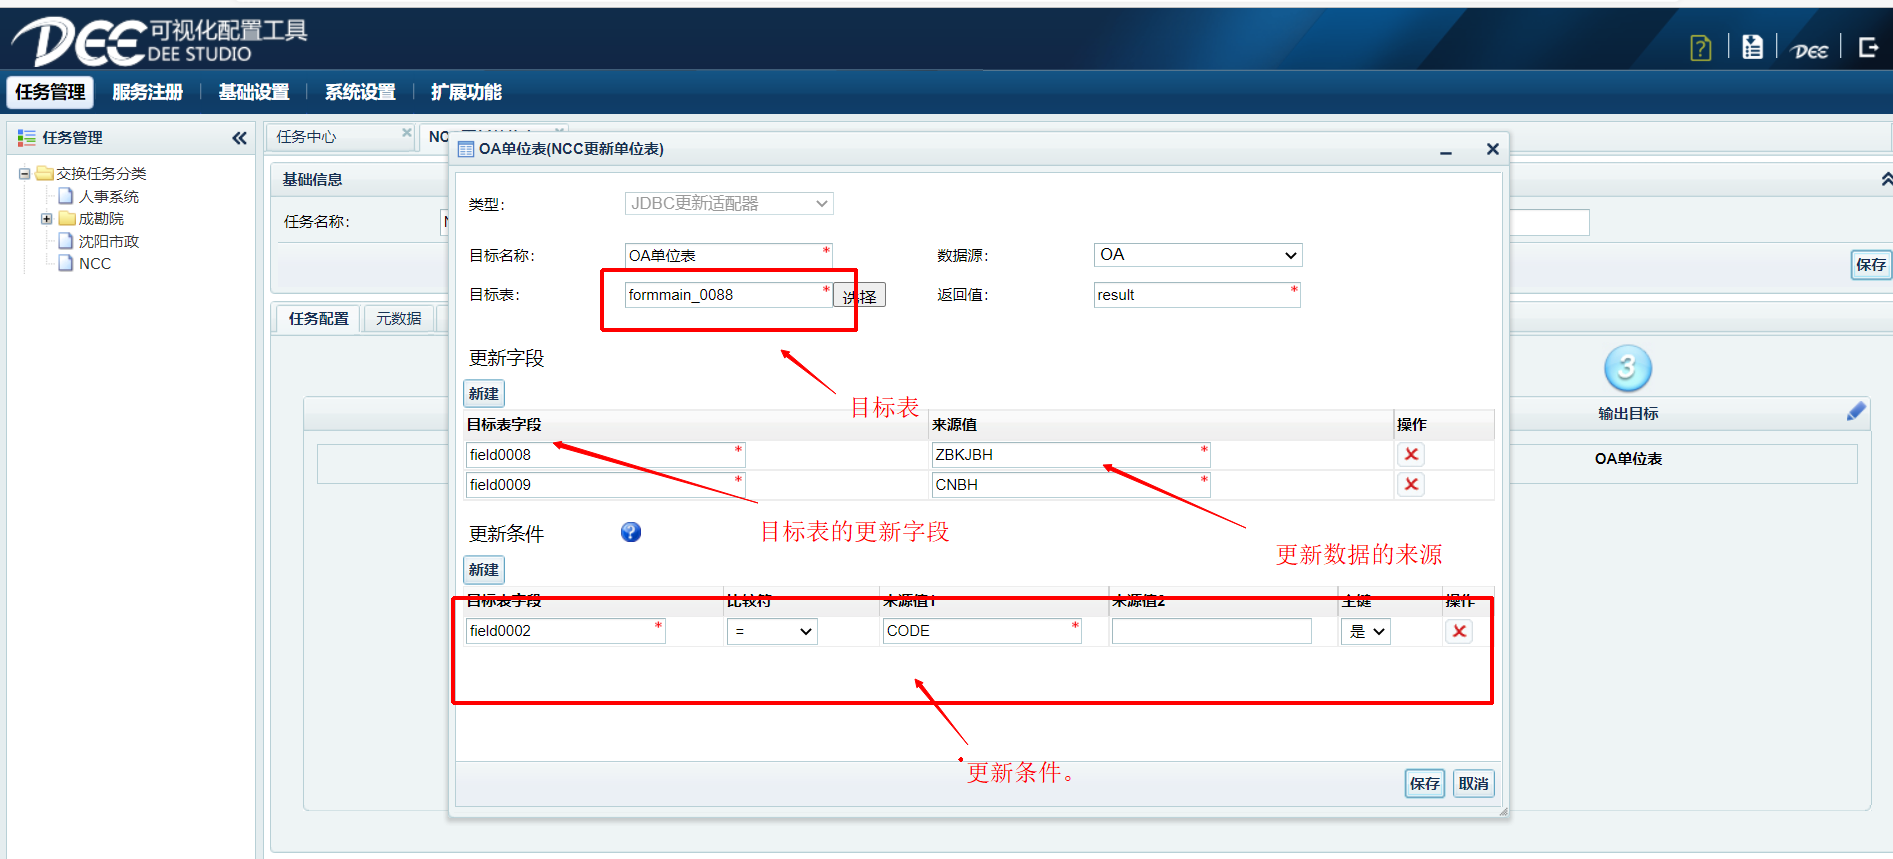 DEE 可视化配置工具
DEE STUDIO
DEE
任务管理 服务注册 基础设置 系统设置 扩展功能
任务管理
交换任务分类
人事系统
成勘院
沈阳市政
NCC
任务中心
基础信息
任务名称:
保存
任务配置 元数据
OA单位表(NCC更新单位表)
类型: JDBC更新适配器
目标名称: OA单位表 * 数据源: OA
目标表: formmain_0088 * 选择 返回值: result *
目标表
更新字段
新建
目标表字段 来源值 操作
field0008 * ZBKJBH *
field0009 * CNBH *
目标表的更新字段
更新数据的来源
更新条件 ?
新建
目标表字段 比较符 来源值1 来源值2 主键 操作
field0002 * = CODE * 是
更新条件。
保存 取消
3
输出目标
OA单位表